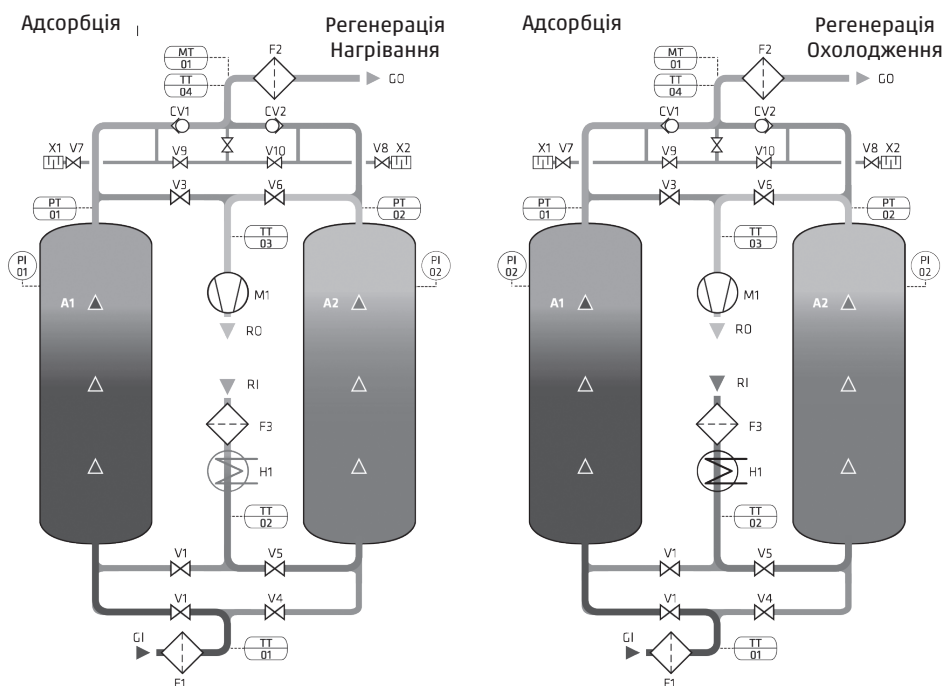 Адсорбція
Регенерація
Нагрівання
MT
01
TT
04
F2
GO
CV1
CV2
X1 V7
V9
V10
V8 X2
V3
V6
PT
01
PT
02
TT
03
PI
01
PI
02
A1
M1
A2
RO
RI
F3
H1
TT
02
V1
V5
V1
V4
GI
TT
01
F1
Адсорбція
Регенерація
Охолодження
MT
01
TT
04
F2
GO
CV1
CV2
X1 V7
V9
V10
V8 X2
V3
V6
PT
01
PT
02
TT
03
PI
02
PI
02
A1
M1
A2
RO
RI
F3
H1
TT
02
V1
V5
V1
V4
GI
TT
01
F1